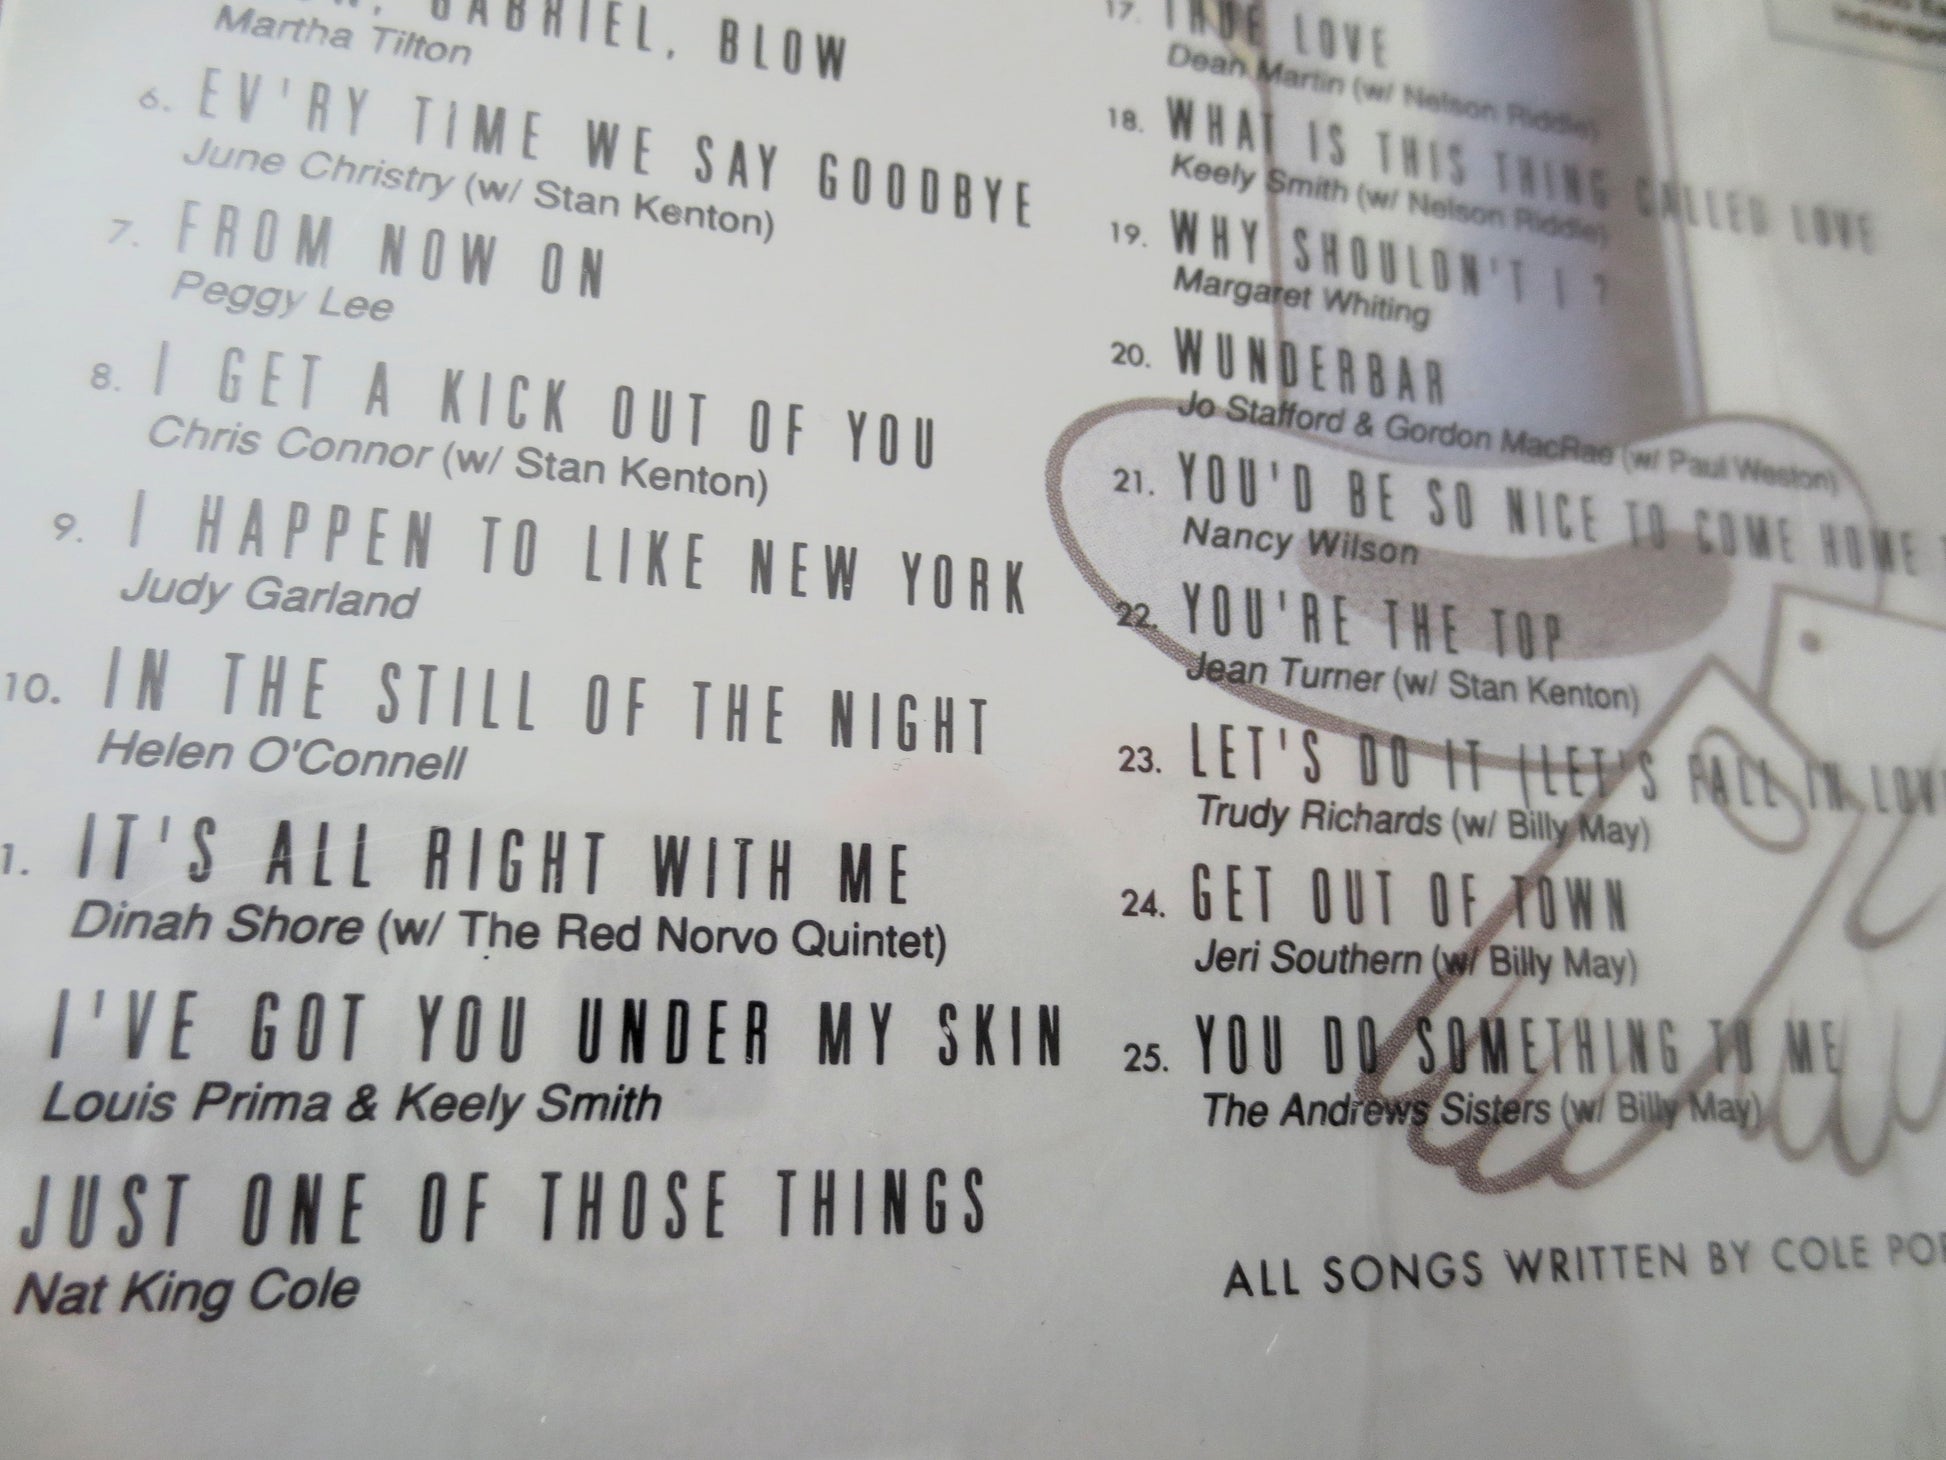 GABRIEL, BLOW
Martha Tilton
6. EV'RY TIME WE SAY GOODBYE
June Christry (w/ Stan Kenton)
7. FROM NOW ON
Peggy Lee
8. I GET A KICK OUT OF YOU
Chris Connor (w/ Stan Kenton)
9. I HAPPEN TO LIKE NEW YORK
Judy Garland
10. IN THE STILL OF THE NIGHT
Helen O'Connell
1. IT'S ALL RIGHT WITH ME
Dinah Shore (w/ The Red Norvo Quintet)
I'VE GOT YOU UNDER MY SKIN
Louis Prima & Keely Smith
JUST ONE OF THOSE THINGS
Nat King Cole
17. TRUE LOVE
Dean Martin (w/ Nelson Riddle)
18. WHAT IS THIS THING CALLED LOVE
Keely Smith (w/ Nelson Riddle)
19. WHY SHOULDN'T I ?
Margaret Whiting
20. WUNDERBAR
Jo Stafford & Gordon MacRae (w/ Paul Weston)
21. YOU'D BE SO NICE TO COME HOME
Nancy Wilson
22. YOU'RE THE TOP
Jean Turner (w/ Stan Kenton)
23. LET'S DO IT (LET'S FALL IN LOV
Trudy Richards (w/ Billy May)
24. GET OUT OF TOWN
Jeri Southern (w/ Billy May)
25. YOU DO SOMETHING TO ME
The Andrews Sisters (w/ Billy May)
ALL SONGS WRITTEN BY COLE POR